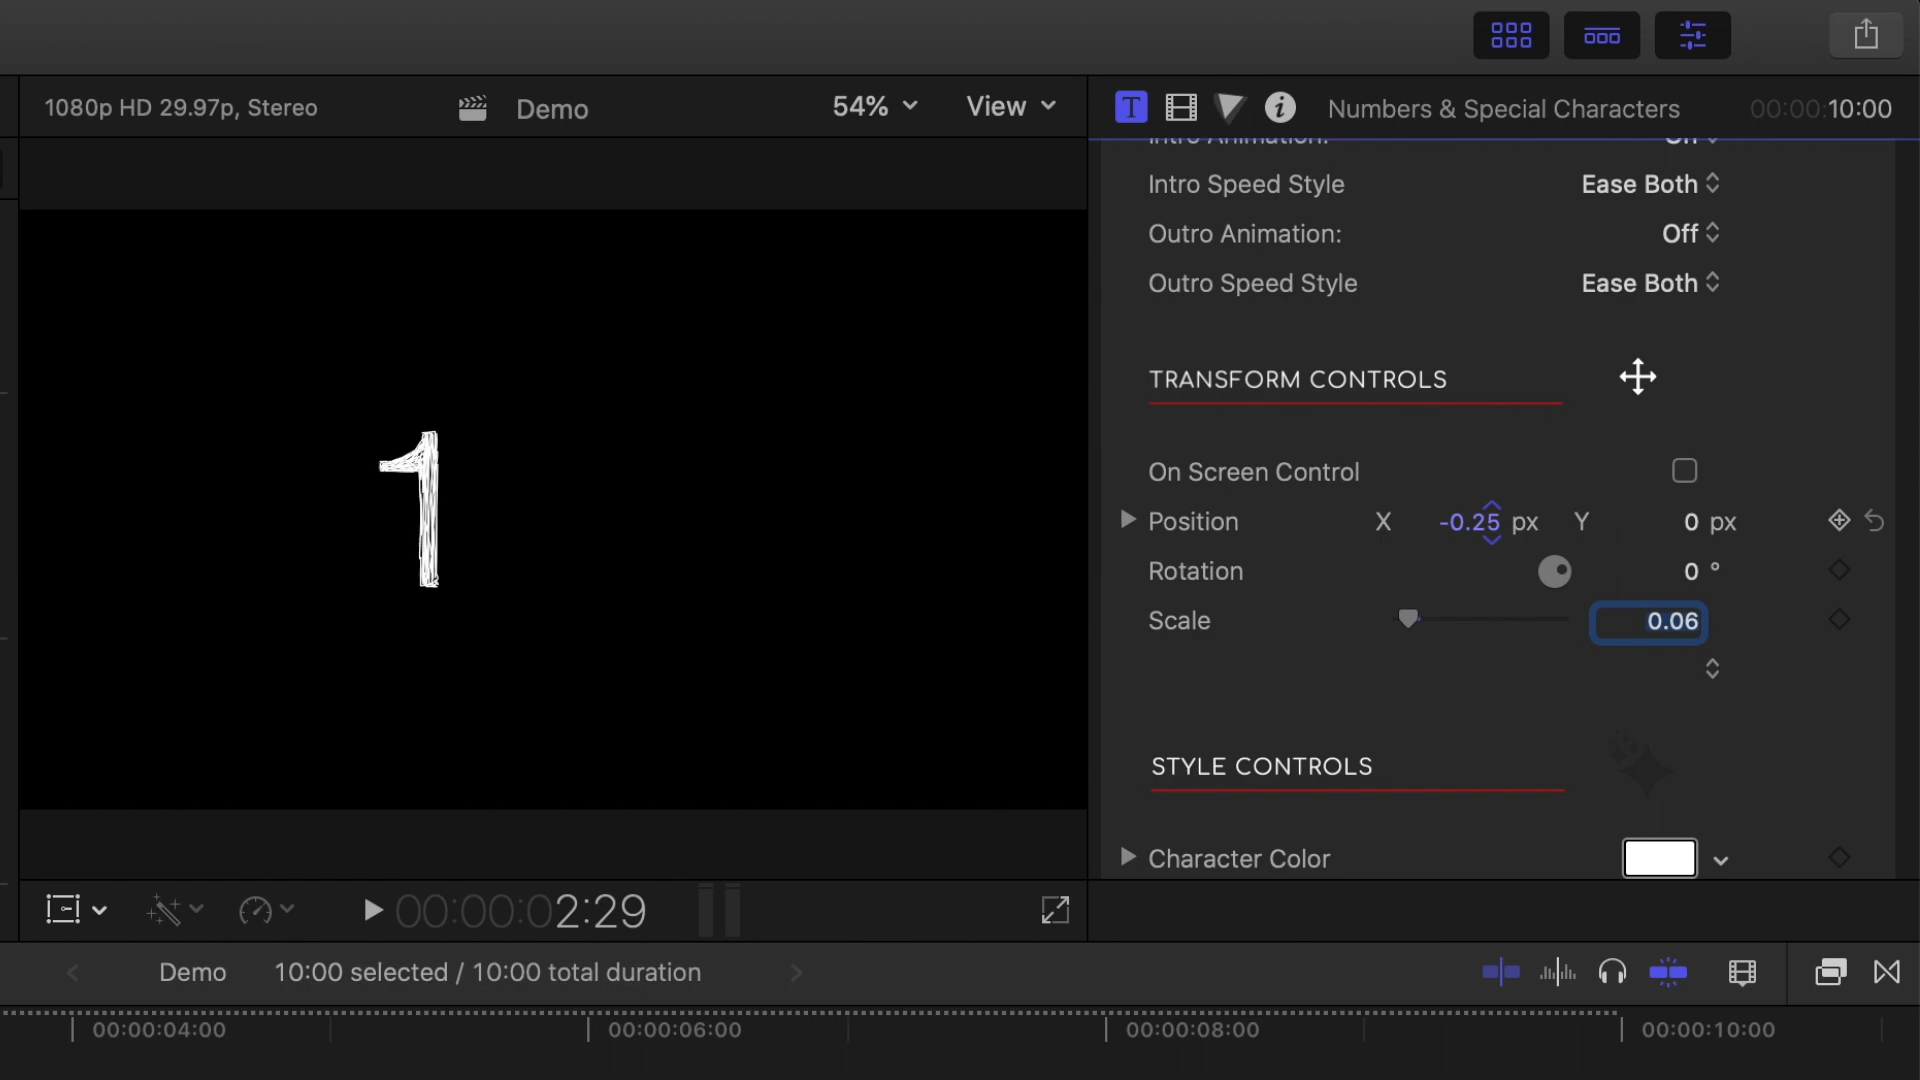 1080p HD 29.97p, Stereo
Demo
54%
View
T
i
Numbers & Special Characters
00:00:10:00
Intro Animation:
On
Intro Speed Style
Ease Both
Outro Animation:
Off
Outro Speed Style
Ease Both
TRANSFORM CONTROLS
On Screen Control
Position X -0.25 px Y 0 px
Rotation 0 °
Scale 0.06
STYLE CONTROLS
Character Color
1
00:00:02:29
Demo
10:00 selected / 10:00 total duration
00:00:04:00
00:00:06:00
00:00:08:00
00:00:10:00